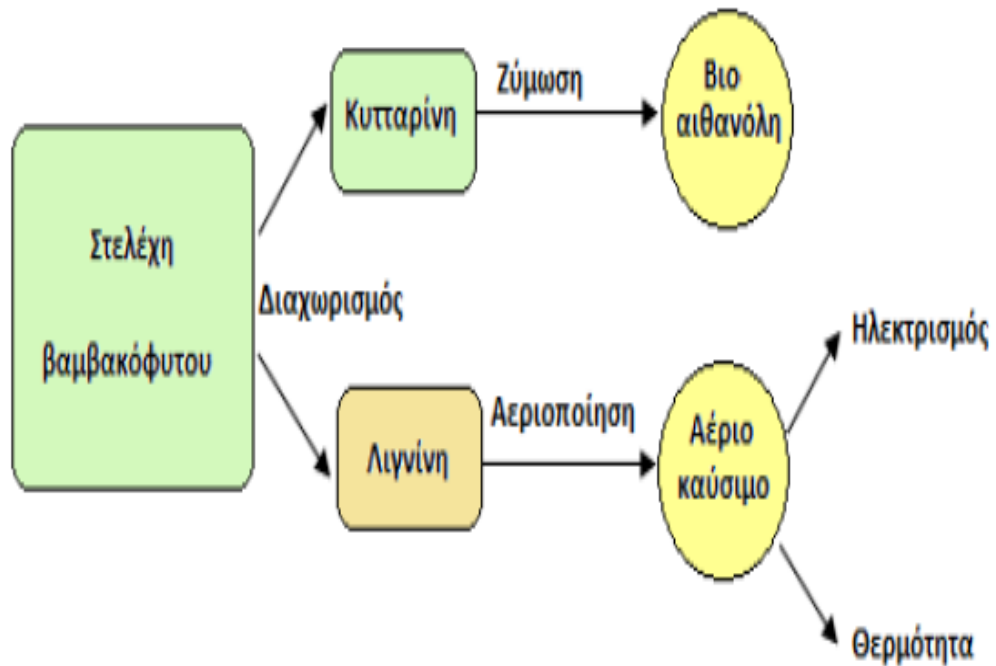 Στελέχη
βαμβακόφυτου
Διαχωρισμός
Κυτταρίνη
Ζύμωση
Βιο
αιθανόλη
Λιγνίνη
Αεριοποίηση
Αέριο
καύσιμο
Ηλεκτρισμός
Θερμότητα